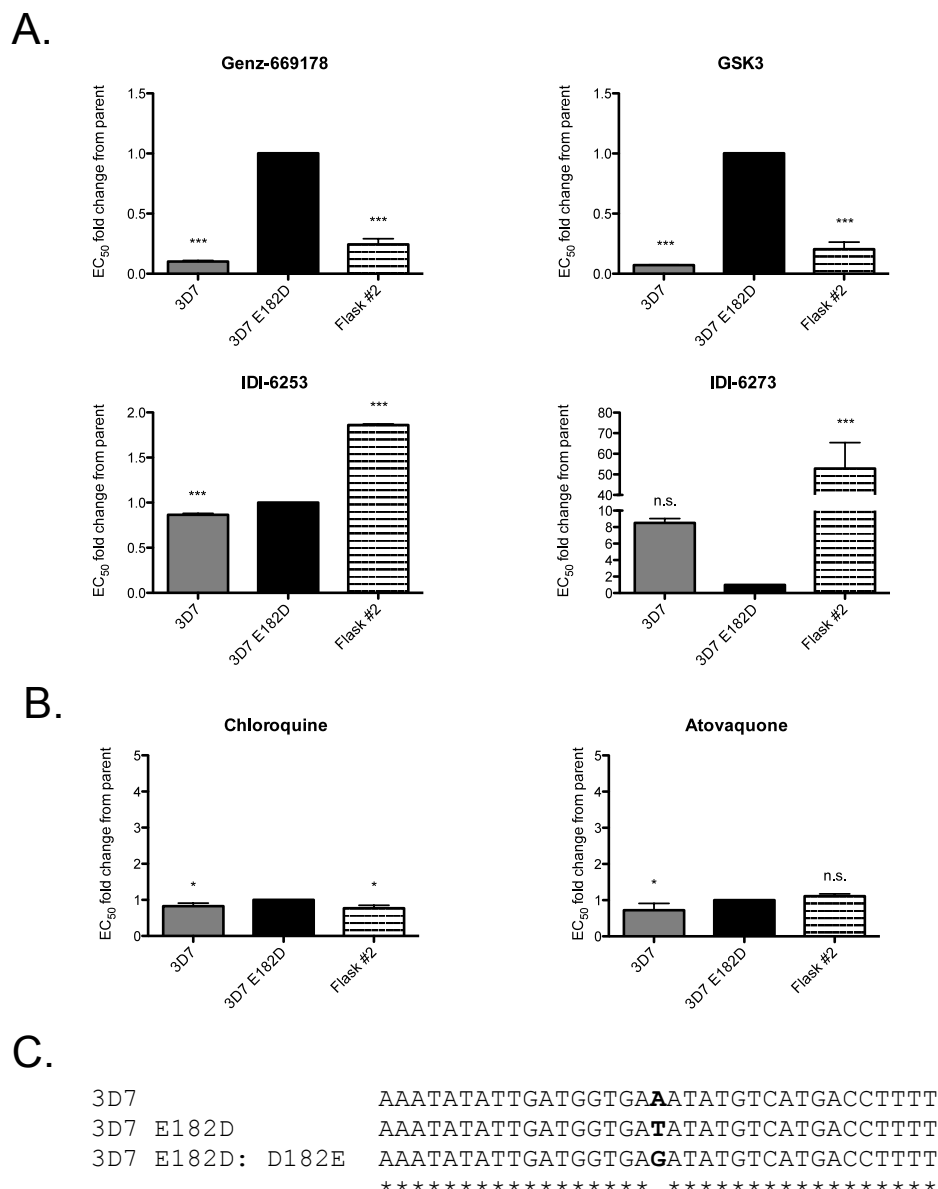 A.
Genz-669178
EC50 fold change from parent
1.5
1.0
0.5
0.0
***
***
3D7
3D7 E182D
Flask #2
GSK3
EC50 fold change from parent
1.5
1.0
0.5
0.0
***
***
3D7
3D7 E182D
Flask #2
IDI-6253
EC50 fold change from parent
2.0
1.5
1.0
0.5
0.0
***
***
3D7
3D7 E182D
Flask #2
IDI-6273
EC50 fold change from parent
80
70
60
50
40
10
8
6
4
2
0
n.s.
***
3D7
3D7 E182D
Flask #2
B.
Chloroquine
EC50 fold change from parent
5
4
3
2
1
0
*
*
3D7
3D7 E182D
Flask #2
Atovaquone
EC50 fold change from parent
5
4
3
2
1
0
*
n.s.
3D7
3D7 E182D
Flask #2
C.
3D7 AAATATATTGATGGTGAAATATGTCATGACCTTTT
3D7 E182D AAATATATTGATGGTGATATATGTCATGACCTTTT
3D7 E182D: D182E AAATATATTGATGGTGAGATATGTCATGACCTTTT
***************** *****************